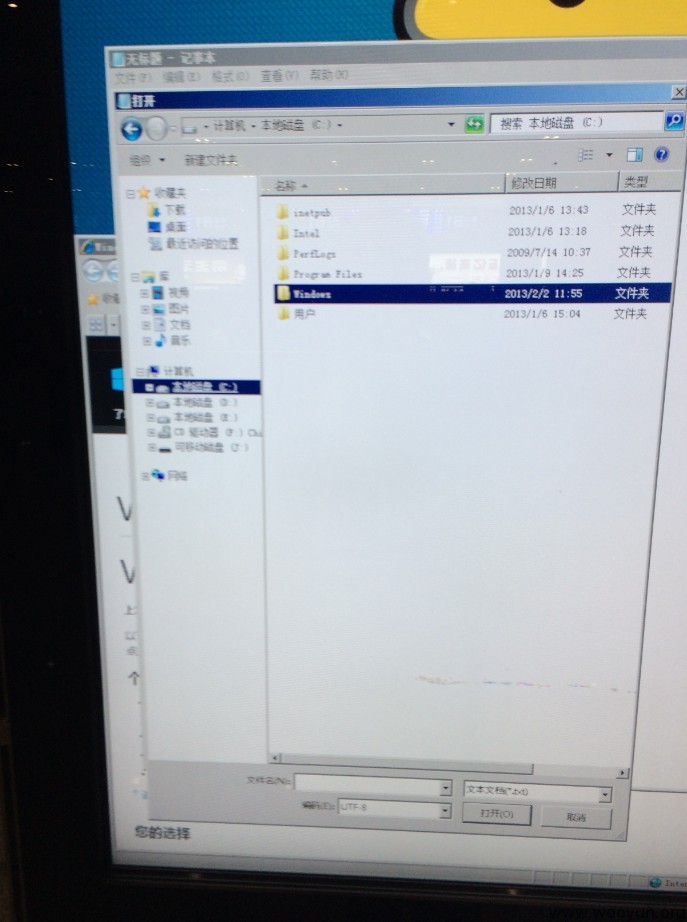 无标题 - 记事本
文件(F) 编辑(E) 格式(O) 查看(V) 帮助(H)
打开
计算机 本地磁盘 (C:)
搜索 本地磁盘 (C:)
组织 新建文件夹
收藏夹
下载
桌面
最近访问的位置
库
视频
图片
文档
音乐
计算机
本地磁盘 (C:)
本地磁盘 (D:)
本地磁盘 (E:)
CD 驱动器 (F:) Chi
可移动磁盘 (J:)
网络
名称 修改日期 类型
inetpub 2013/1/6 13:43 文件夹
Intel 2013/1/6 13:18 文件夹
PerfLogs 2009/7/14 10:37 文件夹
Program Files 2013/1/9 14:25 文件夹
Windows 2013/2/2 11:55 文件夹
用户 2013/1/6 15:04 文件夹
文件名(N):
文本文档(*.txt)
编码(E): UTF-8
打开(O) 取消
您的选择